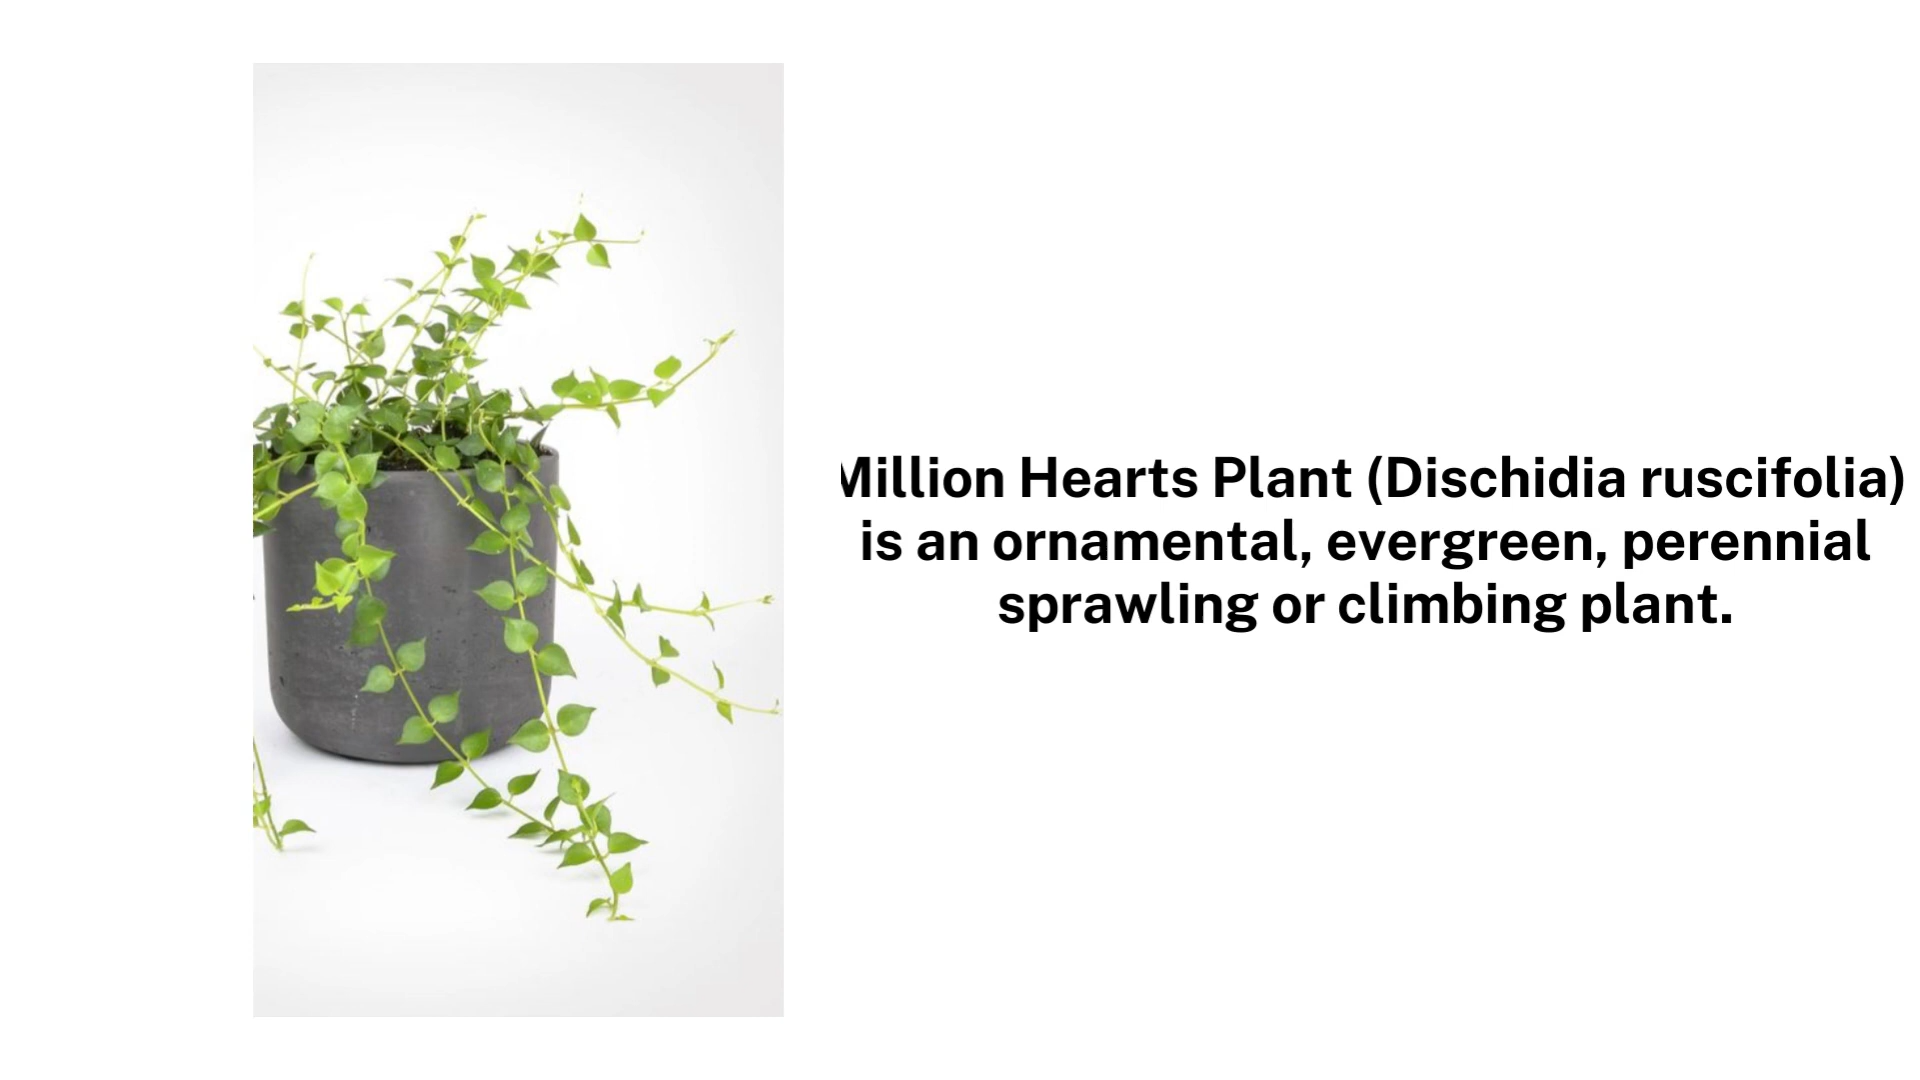 Million Hearts Plant (Dischidia ruscifolia)
is an ornamental, evergreen, perennial
sprawling or climbing plant.